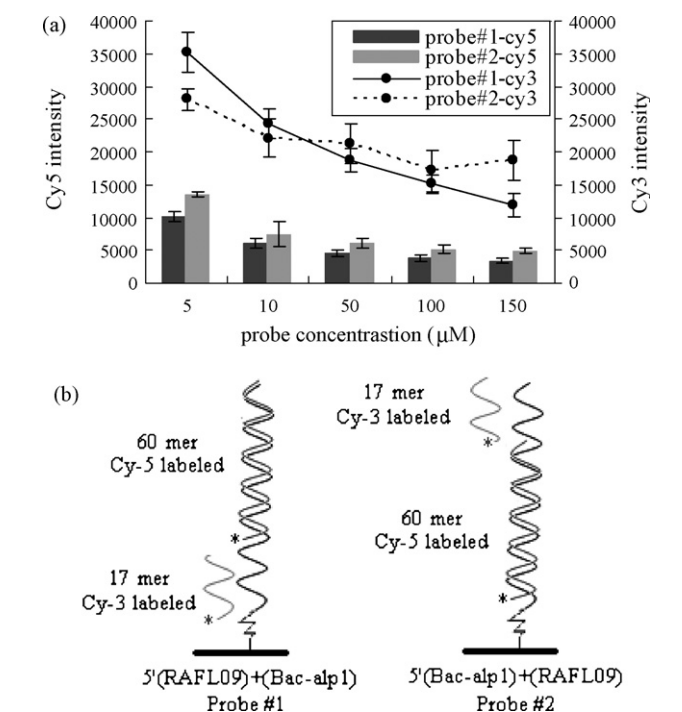 (a)
40000 40000
probe#1-cy5
35000 35000
probe#2-cy5
probe#1-cy3
30000 30000
probe#2-cy3
25000 25000
Cy5 intensity
Cy3 intensity
20000 20000
15000 15000
10000 10000
5000 5000
0 0
5 10 50 100 150
probe concentrastion (μM)
(b)
17 mer
Cy-3 labeled
*
60 mer
Cy-5 labeled
*
17 mer
Cy-3 labeled
*
60 mer
Cy-5 labeled
*
5'(RAFL09)+(Bac-alp1)
Probe #1
5'(Bac-alp1)+(RAFL09)
Probe #2